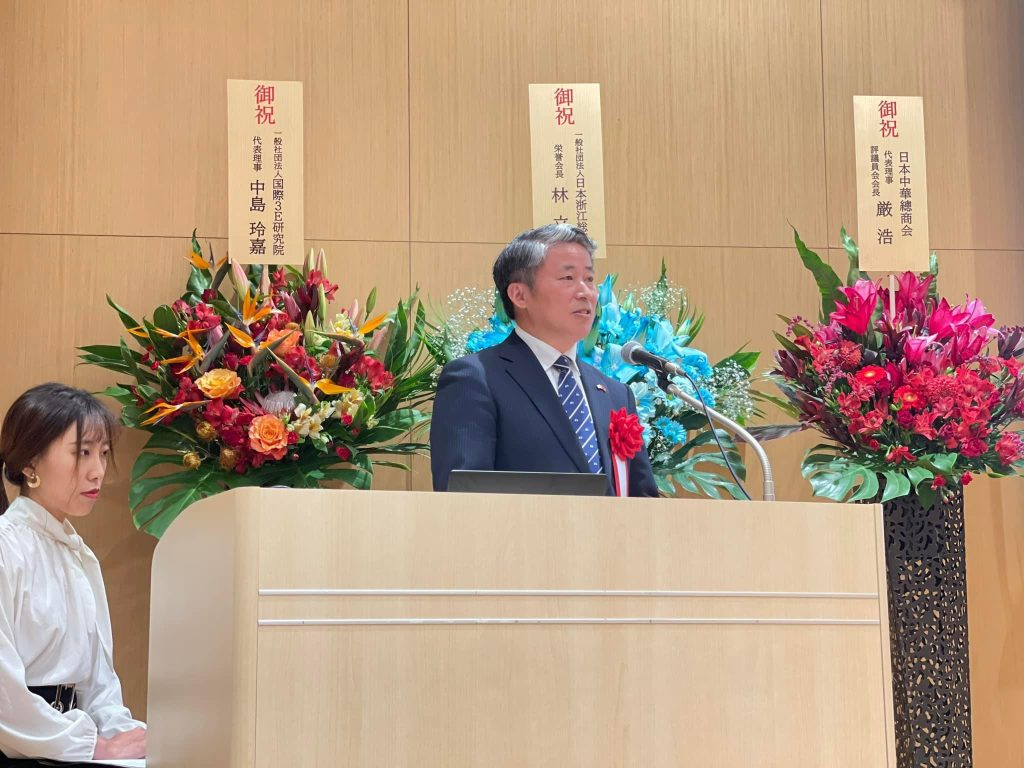 御祝
一般社団法人国際3E研究院
代表理事 中島 玲嘉
御祝
一般社団法人日本浙江総
栄誉会長 林
御祝
日本中華總商会
代表理事
評議員会会長
厳 浩